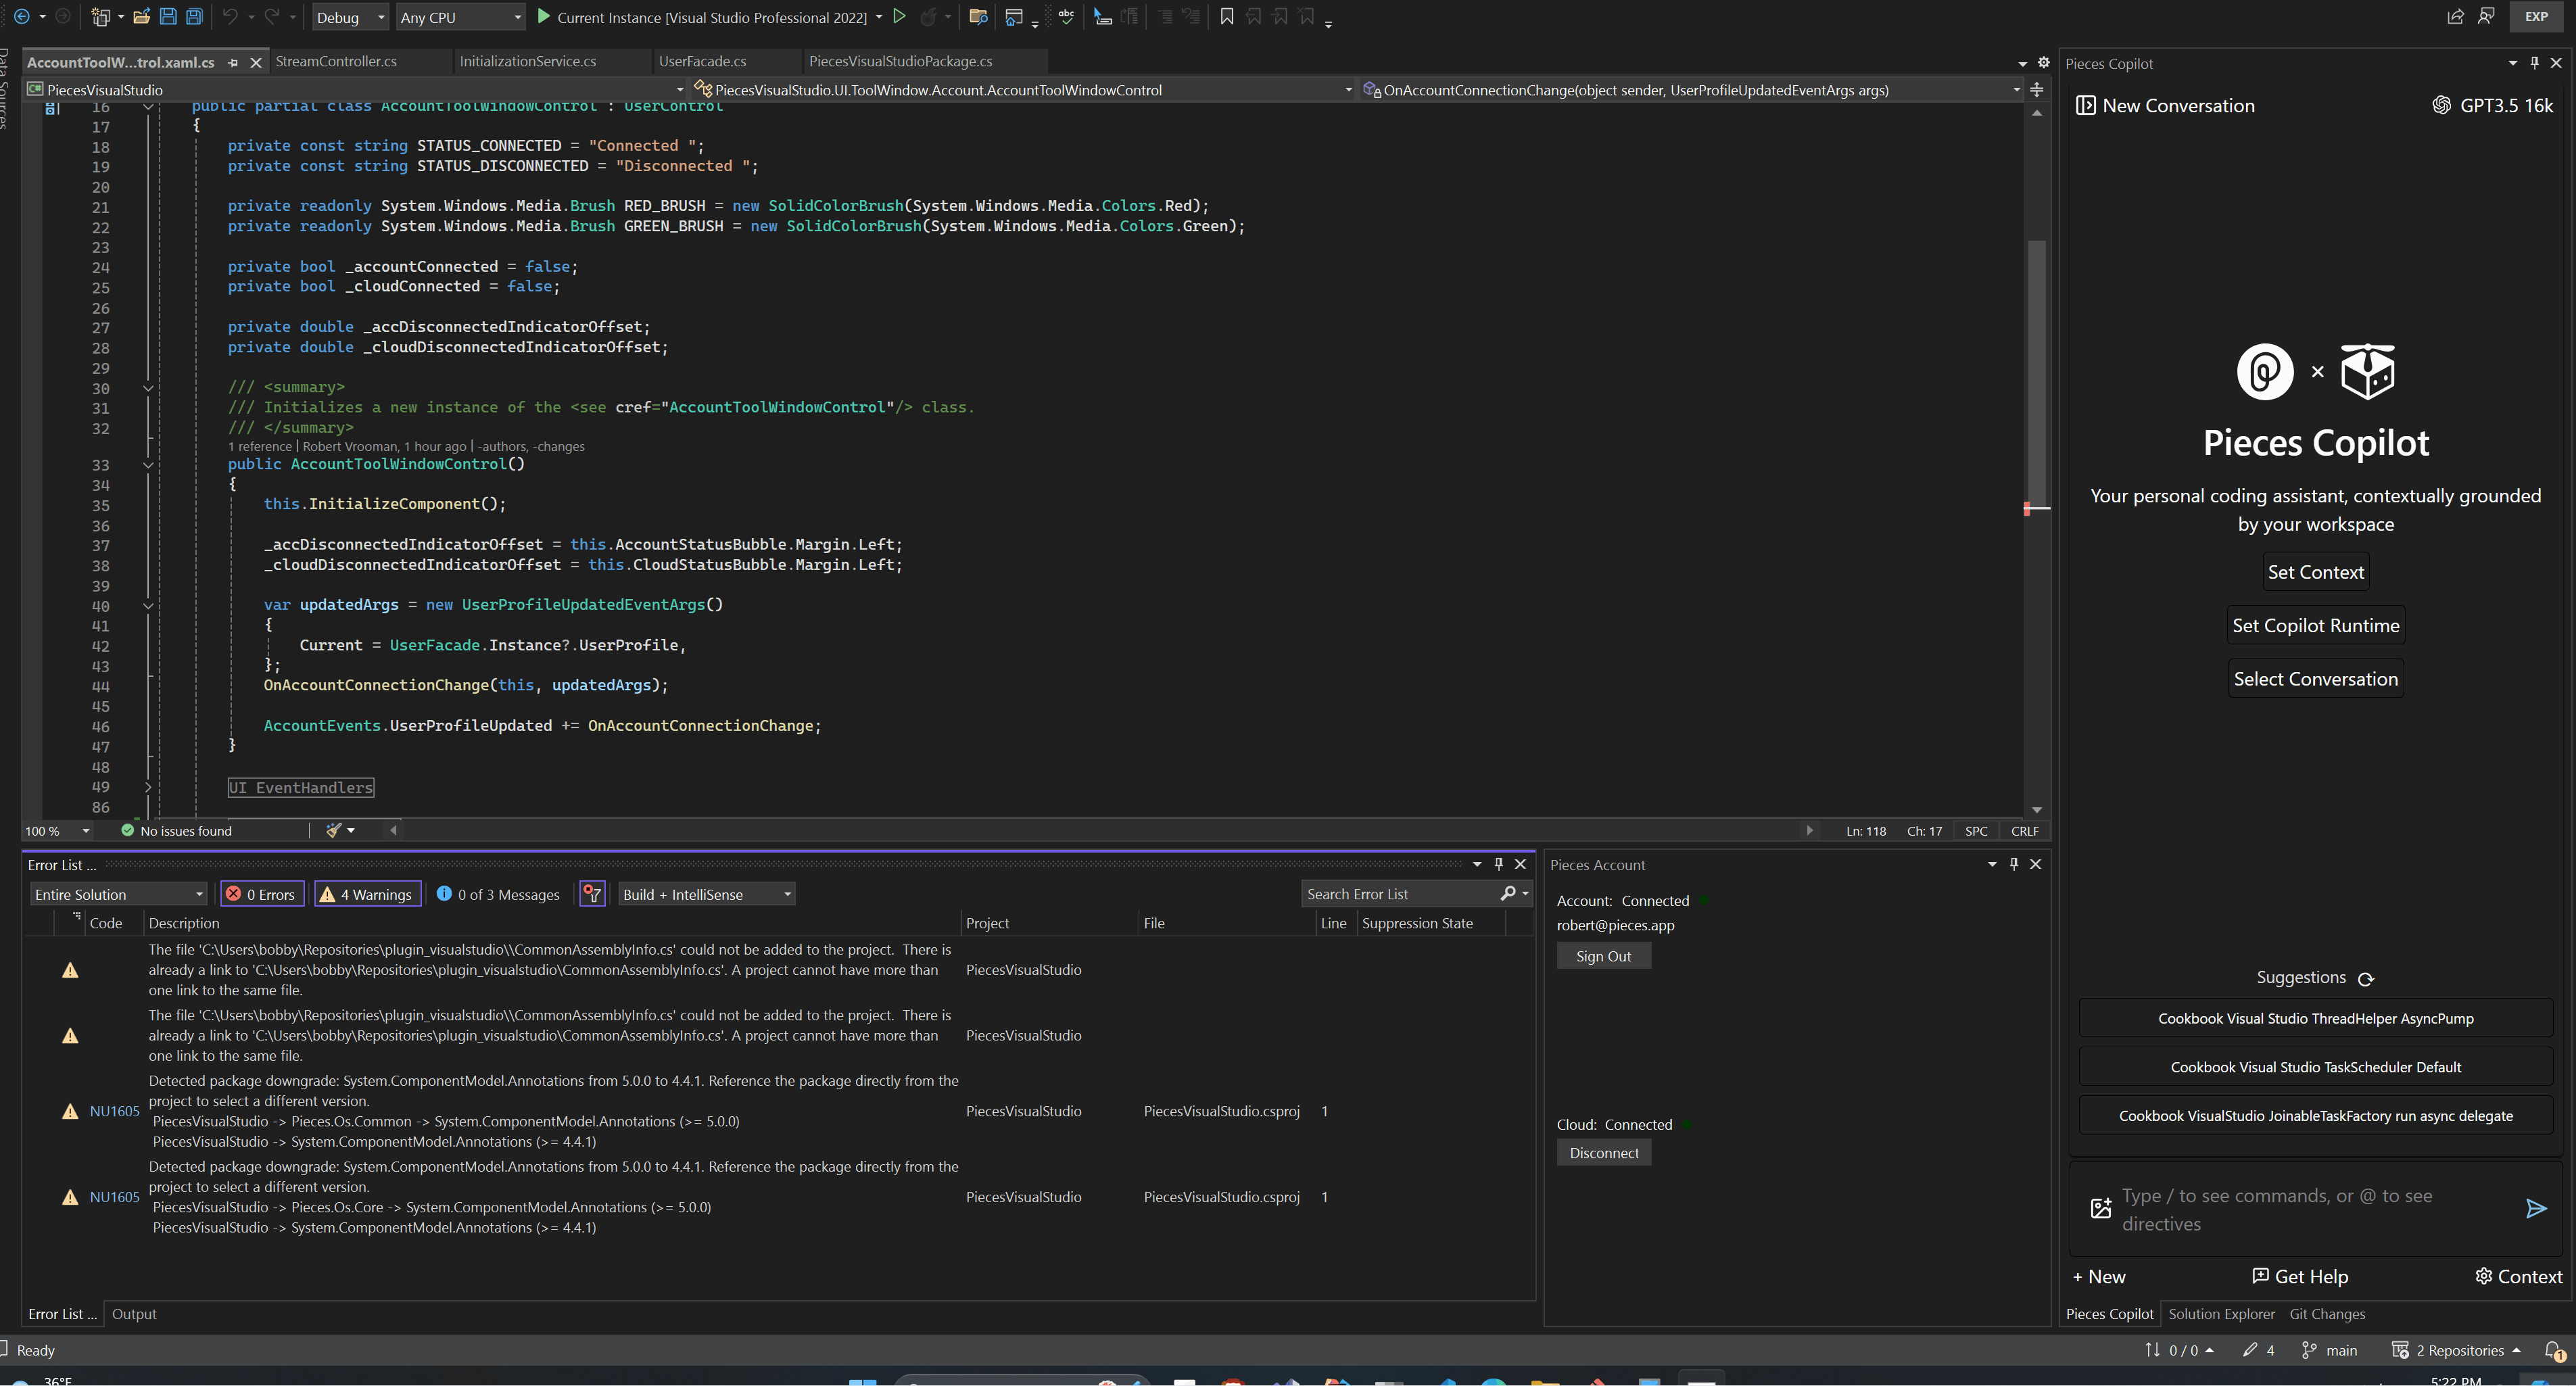 Debug
Any CPU
Current Instance [Visual Studio Professional 2022]
EXP
Data Sources
AccountToolW...trol.xaml.cs
StreamController.cs
InitializationService.cs
UserFacade.cs
PiecesVisualStudioPackage.cs
PiecesVisualStudio
PiecesVisualStudio.UI.ToolWindow.Account.AccountToolWindowControl
OnAccountConnectionChange(object sender, UserProfileUpdatedEventArgs args)
16 public partial class AccountToolWindowControl : UserControl
17 {
18 private const string STATUS_CONNECTED = "Connected ";
19 private const string STATUS_DISCONNECTED = "Disconnected ";
20
21 private readonly System.Windows.Media.Brush RED_BRUSH = new SolidColorBrush(System.Windows.Media.Colors.Red);
22 private readonly System.Windows.Media.Brush GREEN_BRUSH = new SolidColorBrush(System.Windows.Media.Colors.Green);
23
24 private bool _accountConnected = false;
25 private bool _cloudConnected = false;
26
27 private double _accDisconnectedIndicatorOffset;
28 private double _cloudDisconnectedIndicatorOffset;
29
30 /// <summary>
31 /// Initializes a new instance of the <see cref="AccountToolWindowControl"/> class.
32 /// </summary>
1 reference | Robert Vrooman, 1 hour ago | -authors, -changes
33 public AccountToolWindowControl()
34 {
35 this.InitializeComponent();
36
37 _accDisconnectedIndicatorOffset = this.AccountStatusBubble.Margin.Left;
38 _cloudDisconnectedIndicatorOffset = this.CloudStatusBubble.Margin.Left;
39
40 var updatedArgs = new UserProfileUpdatedEventArgs()
41 {
42 Current = UserFacade.Instance?.UserProfile,
43 };
44 OnAccountConnectionChange(this, updatedArgs);
45
46 AccountEvents.UserProfileUpdated += OnAccountConnectionChange;
47 }
48
49 UI EventHandlers
86
100 %
No issues found
Ln: 118 Ch: 17 SPC CRLF
Error List ...
Entire Solution
0 Errors
4 Warnings
0 of 3 Messages
Build + IntelliSense
Search Error List
Code Description Project File Line Suppression State
The file 'C:\Users\bobby\Repositories\plugin_visualstudio\\CommonAssemblyInfo.cs' could not be added to the project. There is
already a link to 'C:\Users\bobby\Repositories\plugin_visualstudio\CommonAssemblyInfo.cs'. A project cannot have more than
one link to the same file.
PiecesVisualStudio
The file 'C:\Users\bobby\Repositories\plugin_visualstudio\\CommonAssemblyInfo.cs' could not be added to the project. There is
already a link to 'C:\Users\bobby\Repositories\plugin_visualstudio\CommonAssemblyInfo.cs'. A project cannot have more than
one link to the same file.
PiecesVisualStudio
NU1605
Detected package downgrade: System.ComponentModel.Annotations from 5.0.0 to 4.4.1. Reference the package directly from the
project to select a different version.
PiecesVisualStudio -> Pieces.Os.Common -> System.ComponentModel.Annotations (>= 5.0.0)
PiecesVisualStudio -> System.ComponentModel.Annotations (>= 4.4.1)
PiecesVisualStudio PiecesVisualStudio.csproj 1
NU1605
Detected package downgrade: System.ComponentModel.Annotations from 5.0.0 to 4.4.1. Reference the package directly from the
project to select a different version.
PiecesVisualStudio -> Pieces.Os.Core -> System.ComponentModel.Annotations (>= 5.0.0)
PiecesVisualStudio -> System.ComponentModel.Annotations (>= 4.4.1)
PiecesVisualStudio PiecesVisualStudio.csproj 1
Error List ... Output
Pieces Account
Account: Connected
robert@pieces.app
Sign Out
Cloud: Connected
Disconnect
Pieces Copilot
New Conversation
GPT3.5 16k
Pieces Copilot
Your personal coding assistant, contextually grounded
by your workspace
Set Context
Set Copilot Runtime
Select Conversation
Suggestions
Cookbook Visual Studio ThreadHelper AsyncPump
Cookbook Visual Studio TaskScheduler Default
Cookbook VisualStudio JoinableTaskFactory run async delegate
Type / to see commands, or @ to see
directives
+ New
Get Help
Context
Pieces Copilot Solution Explorer Git Changes
Ready
0 / 0
4
main
2 Repositories
1
36°F
5:22 PM